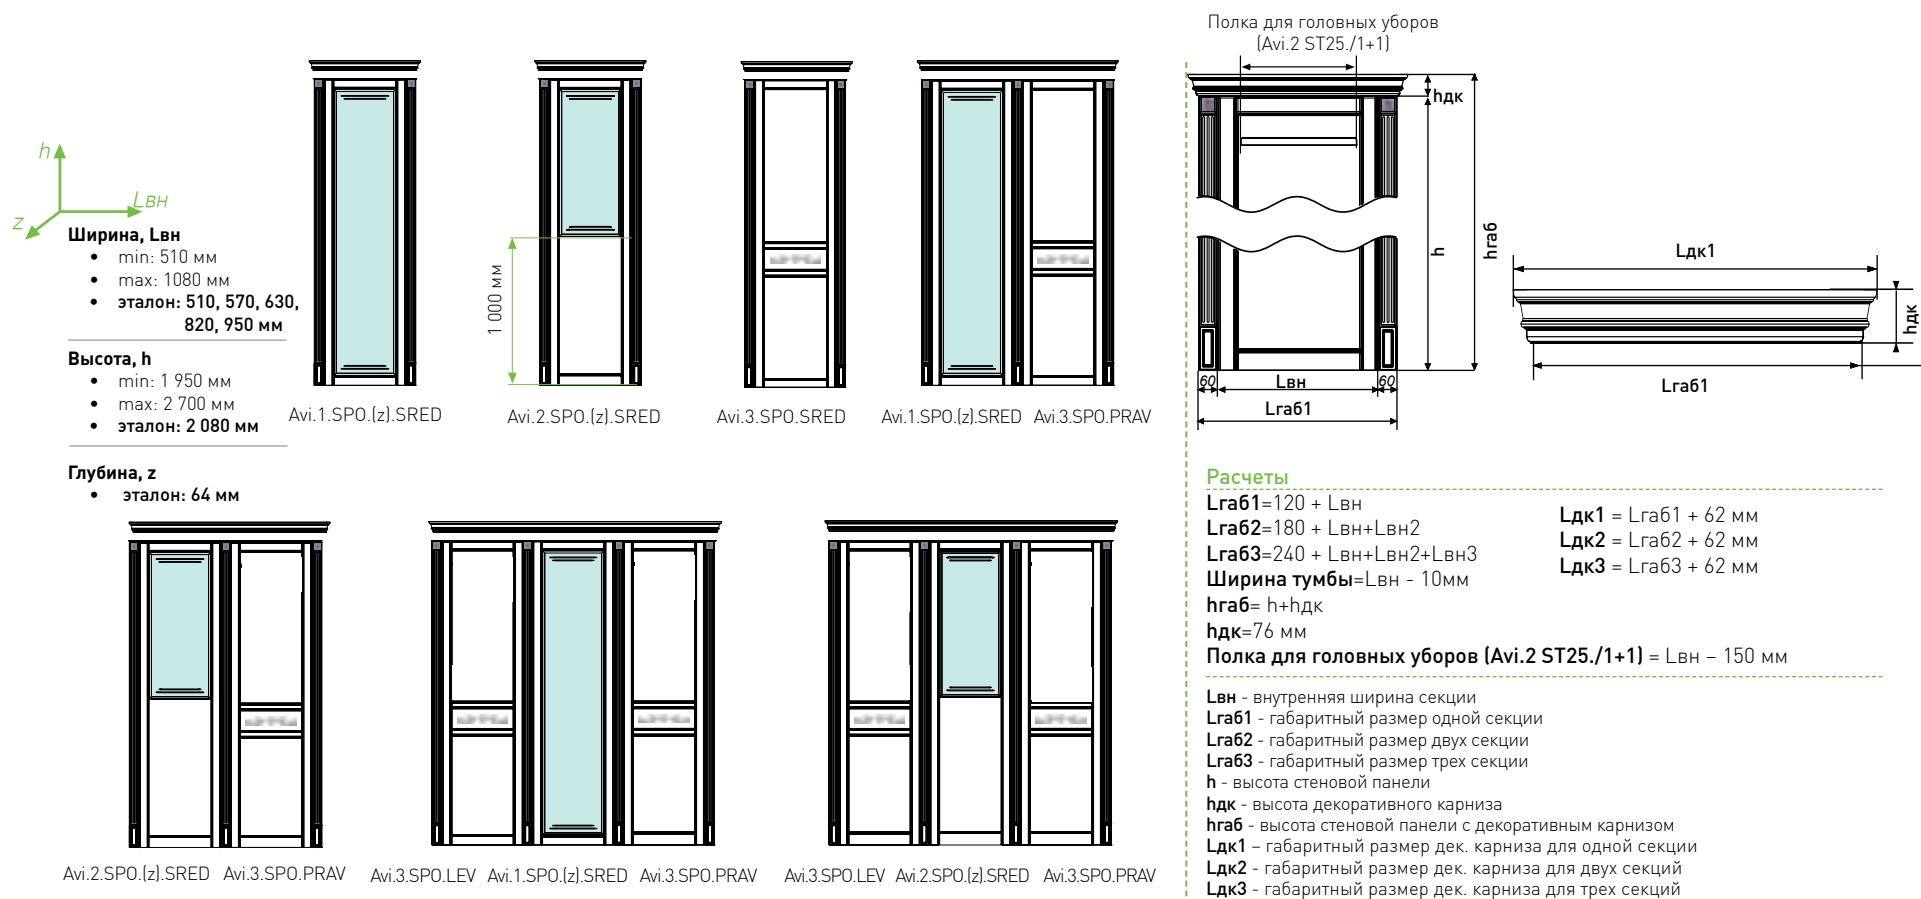 Полка для головных уборов
(Avi.2 ST25./1+1)
h
Lвн
z
Ширина, Lвн
• min: 510 мм
• max: 1080 мм
• эталон: 510, 570, 630,
820, 950 мм
Высота, h
• min: 1 950 мм
• max: 2 700 мм
• эталон: 2 080 мм
Глубина, z
• эталон: 64 мм
1 000 мм
Avi.1.SPO.(z).SRED
Avi.2.SPO.(z).SRED
Avi.3.SPO.SRED
Avi.1.SPO.(z).SRED Avi.3.SPO.PRAV
hдк
h
hгаб
60
Lвн
60
Lгаб1
Lдк1
hдк
Lгаб1
Avi.2.SPO.(z).SRED Avi.3.SPO.PRAV
Avi.3.SPO.LEV Avi.1.SPO.(z).SRED Avi.3.SPO.PRAV
Avi.3.SPO.LEV Avi.2.SPO.(z).SRED Avi.3.SPO.PRAV
Расчеты
Lгаб1=120 + Lвн
Lгаб2=180 + Lвн+Lвн2
Lгаб3=240 + Lвн+Lвн2+Lвн3
Ширина тумбы=Lвн - 10мм
hгаб= h+hдк
hдк=76 мм
Полка для головных уборов (Avi.2 ST25./1+1) = Lвн – 150 мм
Lдк1 = Lгаб1 + 62 мм
Lдк2 = Lгаб2 + 62 мм
Lдк3 = Lгаб3 + 62 мм
Lвн - внутренняя ширина секции
Lгаб1 - габаритный размер одной секции
Lгаб2 - габаритный размер двух секции
Lгаб3 - габаритный размер трех секции
h - высота стеновой панели
hдк - высота декоративного карниза
hгаб - высота стеновой панели с декоративным карнизом
Lдк1 – габаритный размер дек. карниза для одной секции
Lдк2 - габаритный размер дек. карниза для двух секций
Lдк3 - габаритный размер дек. карниза для трех секций